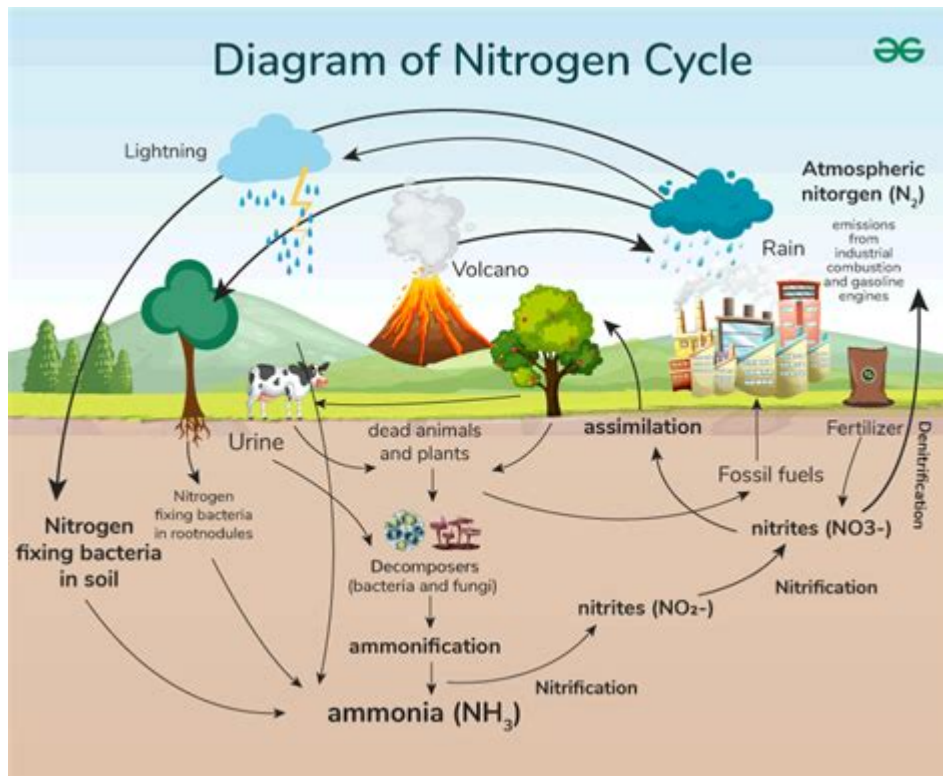 Diagram of Nitrogen Cycle
Lightning
Atmospheric
nitorgen (N₂)
emissions
from
industrial
combustion
and gasoline
engines
Rain
Volcano
Urine
dead animals
and plants
assimilation
Fertilizer
Denitrification
Fossil fuels
Nitrogen
fixing bacteria
in rootnodules
Nitrogen
fixing bacteria
in soil
nitrites (NO3-)
Decomposers
(bacteria and fungi)
Nitrification
nitrites (NO₂-)
ammonification
Nitrification
ammonia (NH₃)